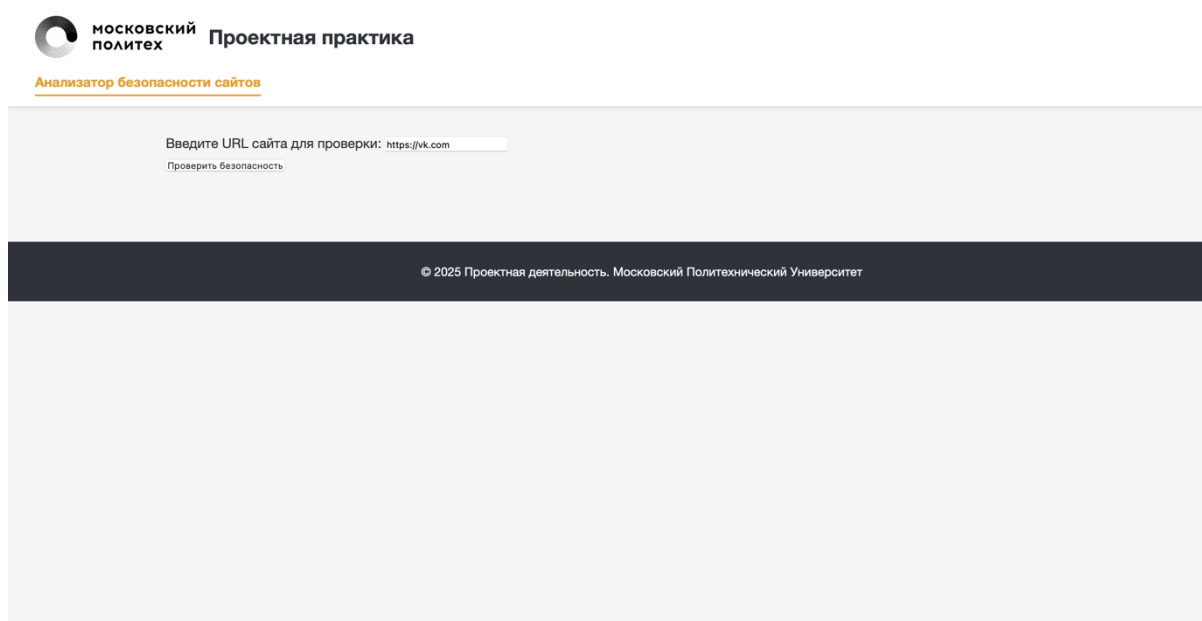 московский
политех
Проектная практика
Анализатор безопасности сайтов
Введите URL сайта для проверки: https://vk.com
Проверить безопасность
© 2025 Проектная деятельность. Московский Политехнический Университет